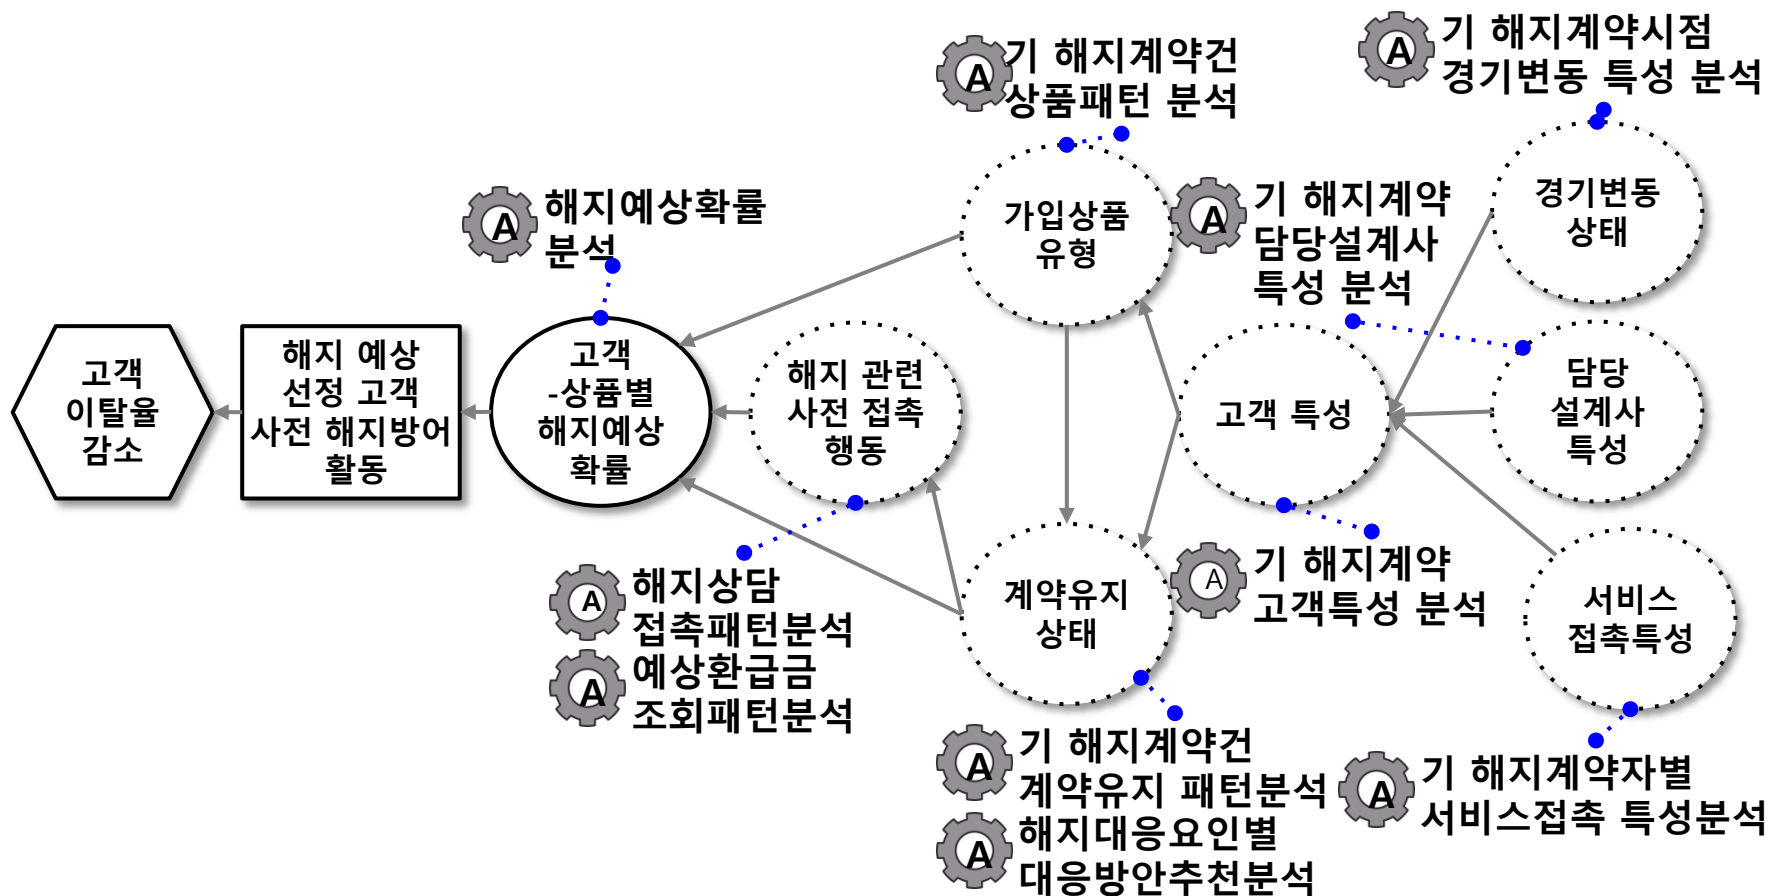 A
기 해지계약건
상품패턴 분석
A
기 해지계약시점
경기변동 특성 분석
A
해지예상확률
분석
가입상품
유형
A
기 해지계약
담당설계사
특성 분석
경기변동
상태
고객
이탈율
감소
해지 예상
선정 고객
사전 해지방어
활동
고객
-상품별
해지예상
확률
해지 관련
사전 접촉
행동
고객 특성
담당
설계사
특성
A
해지상담
접촉패턴분석
A
예상환급금
조회패턴분석
계약유지
상태
A
기 해지계약
고객특성 분석
서비스
접촉특성
A
기 해지계약건
계약유지 패턴분석
A
해지대응요인별
대응방안추천분석
A
기 해지계약자별
서비스접촉 특성분석